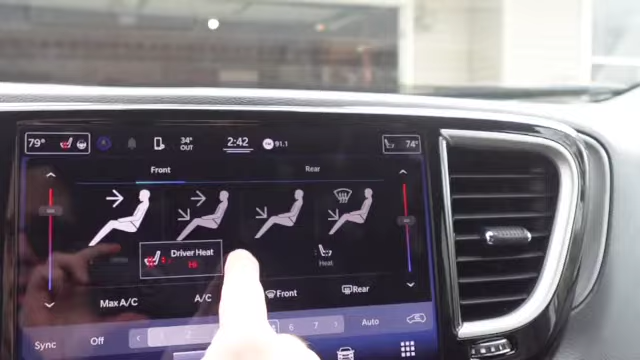 79° 34° OUT 2:42 91.1 74°
Front Rear
Driver Heat
Hi
Heat
Max A/C A/C Front Rear
Sync Off 2 6 7 Auto